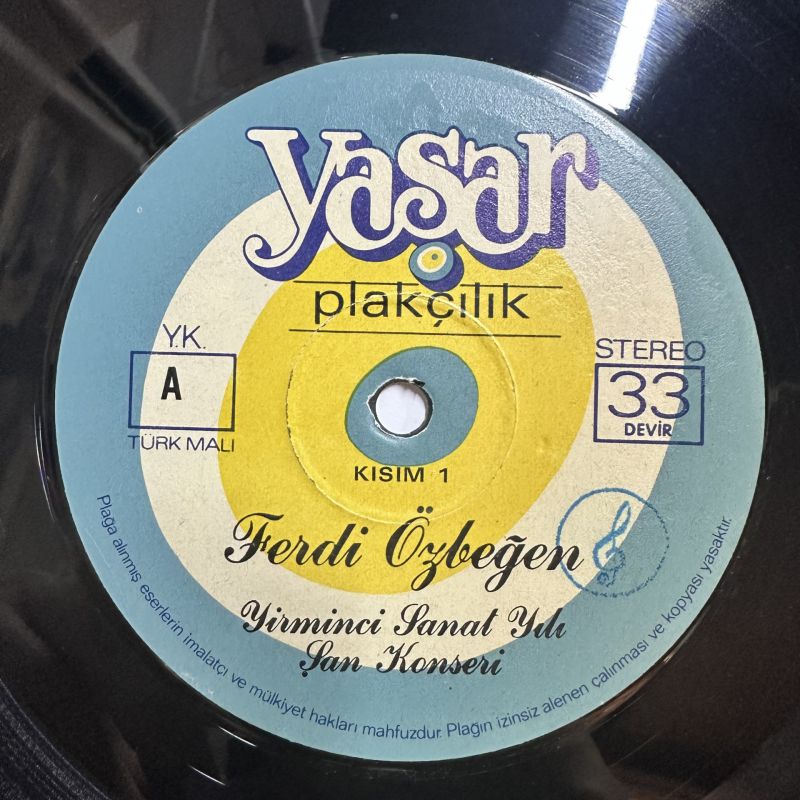 yaşar
plakçılık
Y.K.
A
TÜRK MALI
STEREO
33
DEVİR
KISIM 1
Ferdi Özbeğen
Yirminci Sanat Yılı
Şan Konseri
Plağa alınmış eserlerin imalatçı ve mülkiyet hakları mahfuzdur. Plağın izinsiz alenen çalınması ve kopyası yasaktır.